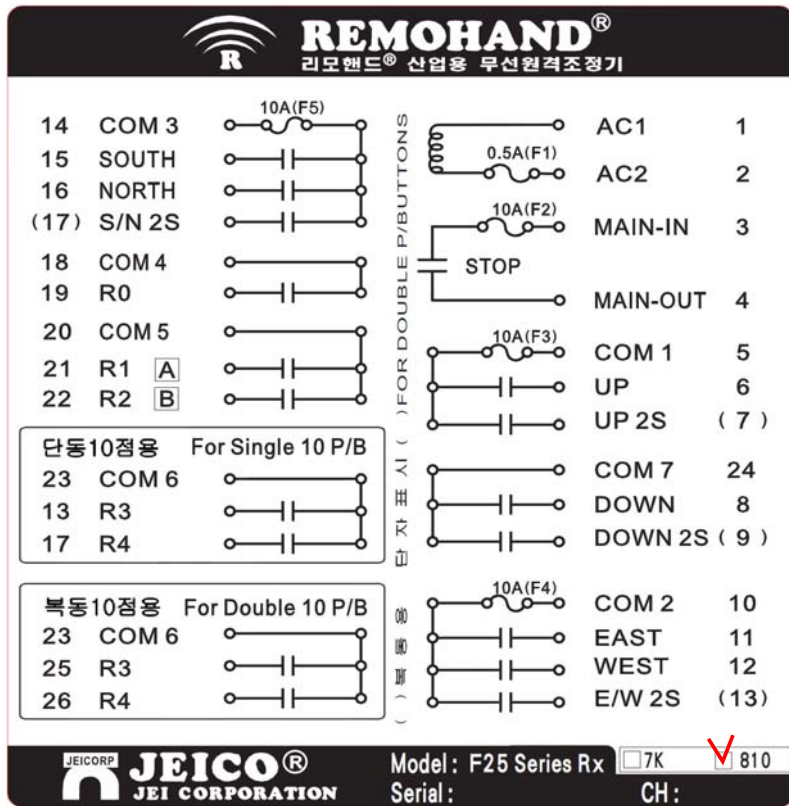 REMOHAND®
R
리모핸드® 산업용 무선원격조정기
10A(F5)
14 COM 3
15 SOUTH
16 NORTH
(17) S/N 2S
18 COM 4
19 R0
20 COM 5
21 R1 A
22 R2 B
단동10점용 For Single 10 P/B
23 COM 6
13 R3
17 R4
복동10점용 For Double 10 P/B
23 COM 6
25 R3
26 R4
( )FOR DOUBLE P/BUTTONS
단자표시
( )복동용
AC1 1
0.5A(F1)
AC2 2
10A(F2)
MAIN-IN 3
STOP
MAIN-OUT 4
10A(F3)
COM 1 5
UP 6
UP 2S (7)
COM 7 24
DOWN 8
DOWN 2S (9)
10A(F4)
COM 2 10
EAST 11
WEST 12
E/W 2S (13)
JEICORP
JEICO®
JEI CORPORATION
Model : F25 Series Rx 7K 810
Serial : CH :